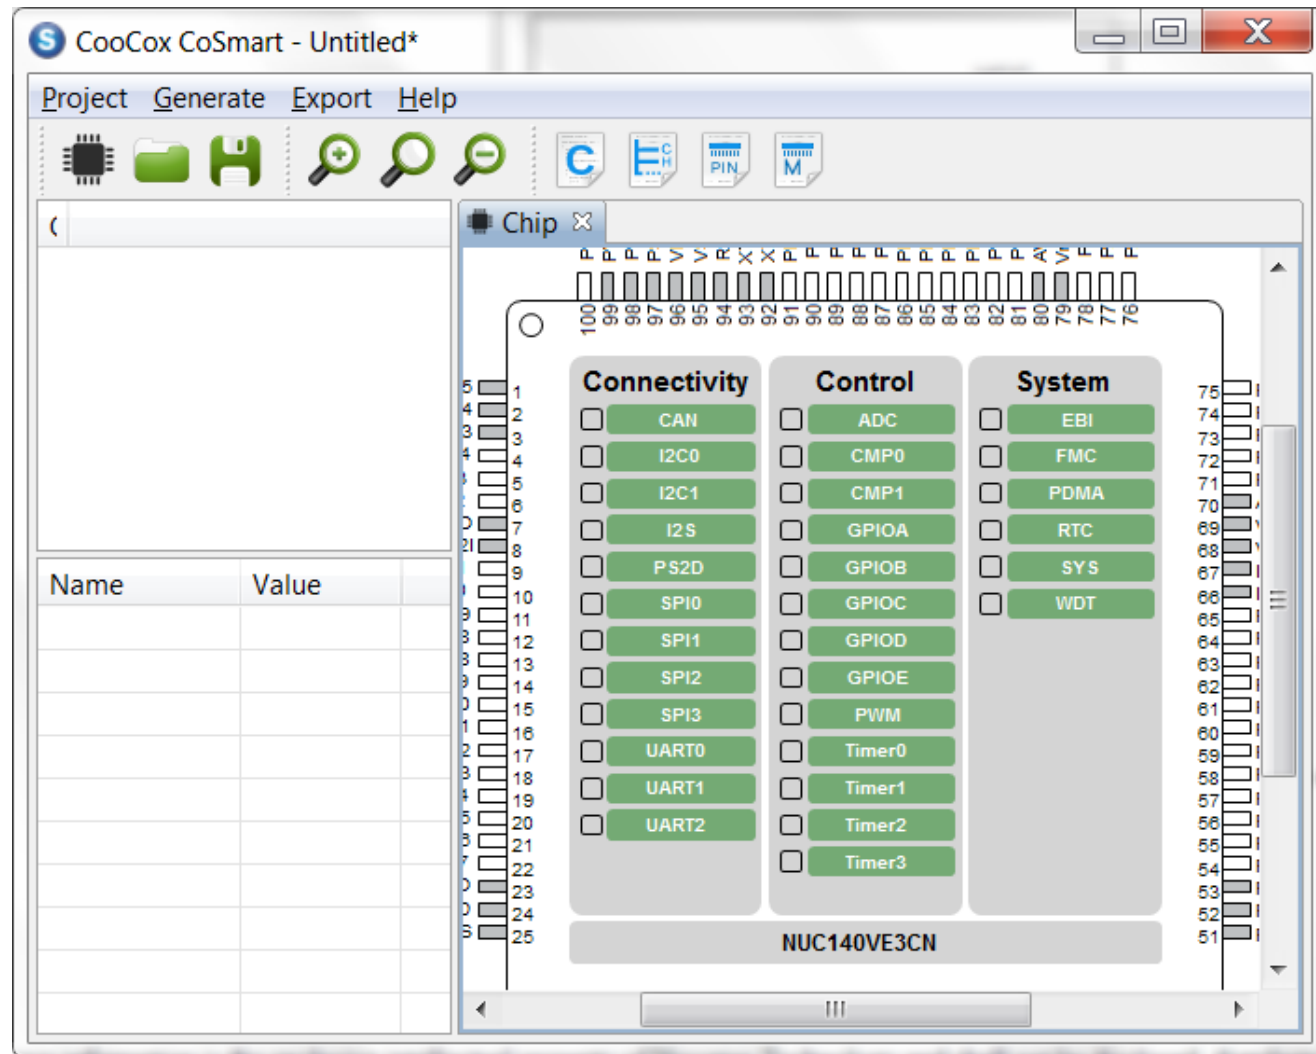 CooCox CoSmart - Untitled*
Project Generate Export Help
C
E CH
PIN
M
Chip
100 99 98 97 96 95 94 93 92 91 90 89 88 87 86 85 84 83 82 81 80 79 78 77 76
Connectivity Control System
CAN ADC EBI
I2C0 CMP0 FMC
I2C1 CMP1 PDMA
I2S GPIOA RTC
PS2D GPIOB SYS
SPI0 GPIOC WDT
SPI1 GPIOD
SPI2 GPIOE
SPI3 PWM
UART0 Timer0
UART1 Timer1
UART2 Timer2
Timer3
NUC140VE3CN
1
2
3
4
5
6
7
8
9
10
11
12
13
14
15
16
17
18
19
20
21
22
23
24
25
75
74
73
72
71
70
69
68
67
66
65
64
63
62
61
60
59
58
57
56
55
54
53
52
51
Name Value